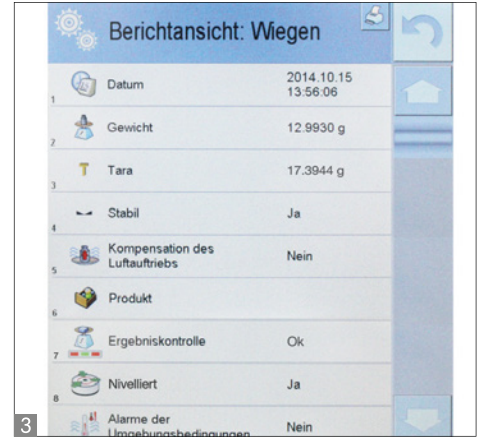 Berichtansicht: Wiegen
1 Datum 2014.10.15
13:56:06
2 Gewicht 12.9930 g
3 T Tara 17.3944 g
4 Stabil Ja
5 Kompensation des
Luftauftriebs Nein
6 Produkt
7 Ergebniskontrolle Ok
8 Nivelliert Ja
Alarme der
Umgebungsbedingungen Nein
3